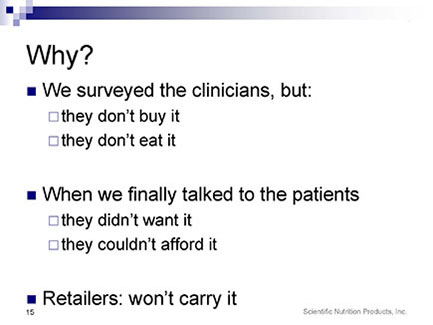 Why?
We surveyed the clinicians, but:
they don't buy it
they don't eat it
When we finally talked to the patients
they didn't want it
they couldn't afford it
Retailers: won't carry it
15
Scientific Nutrition Products, Inc.